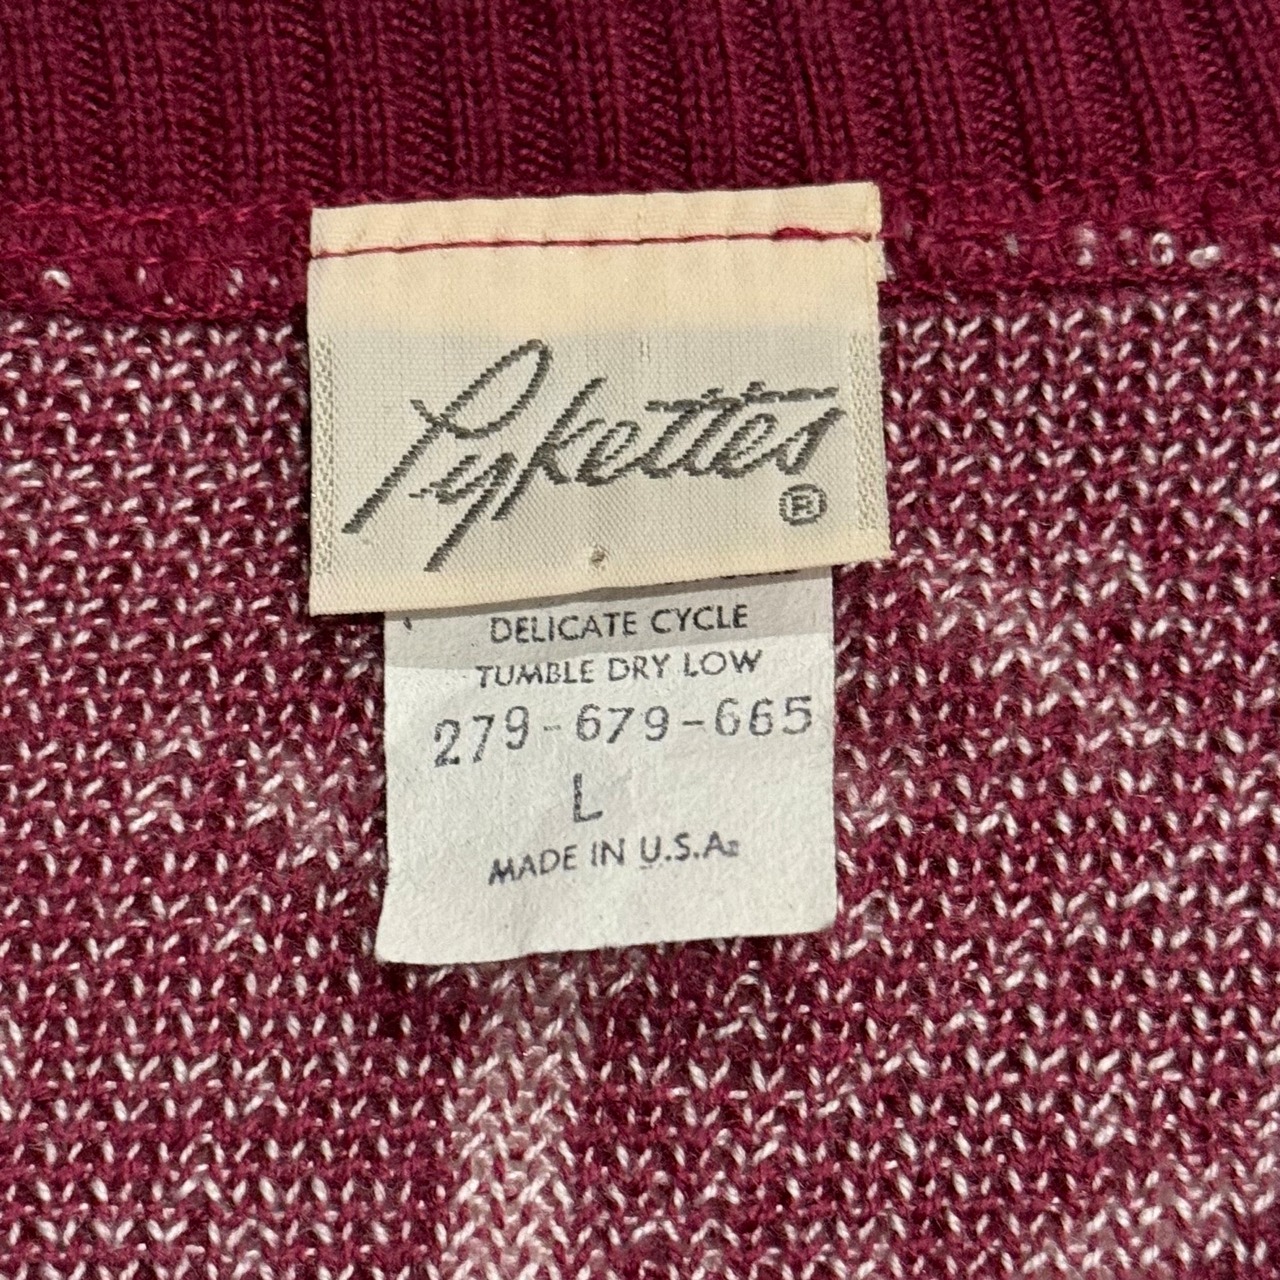 Pykettes
®
DELICATE CYCLE
TUMBLE DRY LOW
279-679-665
L
MADE IN U.S.A.